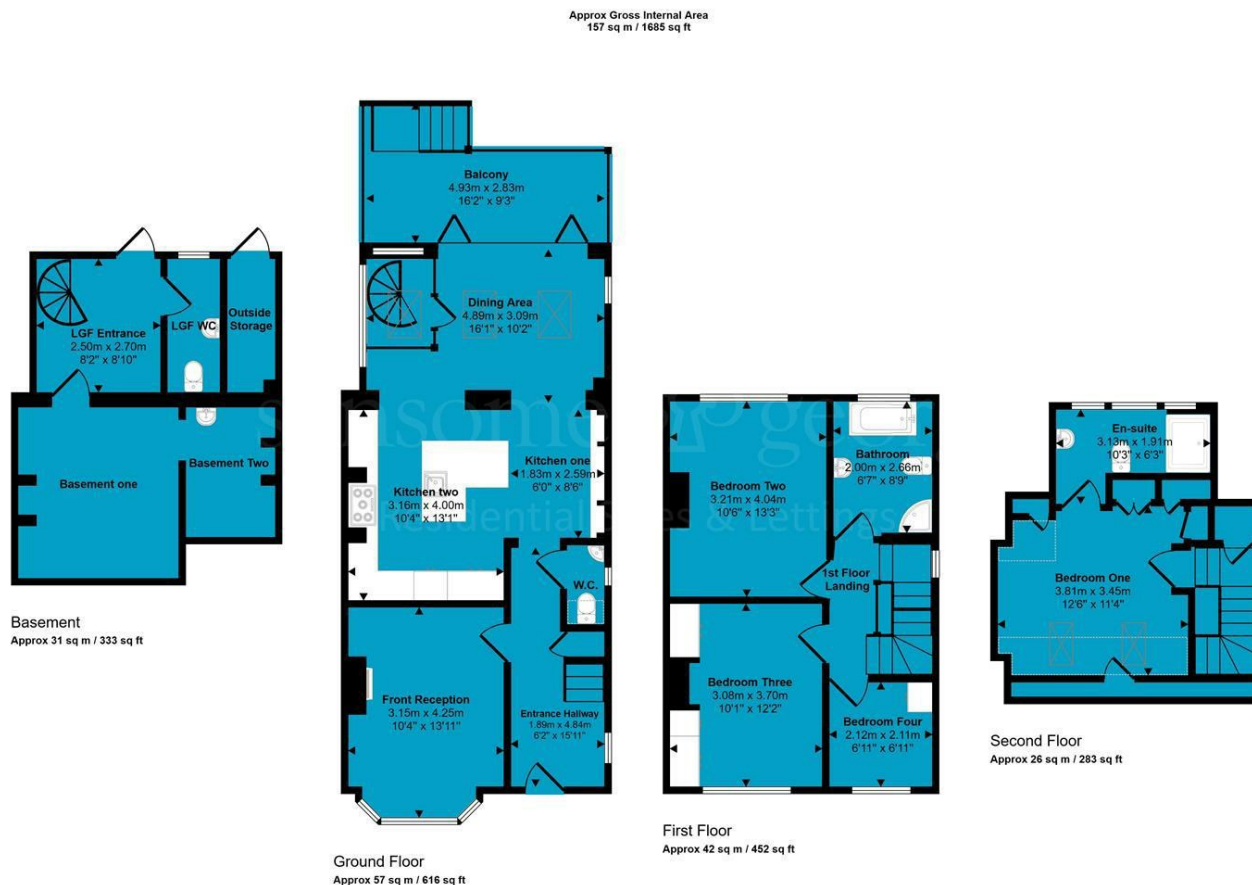 Approx Gross Internal Area
157 sq m / 1685 sq ft
Balcony
4.93m x 2.83m
16'2" x 9'3"
Dining Area
4.89m x 3.09m
16'1" x 10'2"
LGF Entrance
2.50m x 2.70m
8'2" x 8'10"
LGF WC
Outside
Storage
Basement one
Basement Two
Basement
Approx 31 sq m / 333 sq ft
Kitchen one
1.83m x 2.59m
6'0" x 8'6"
Kitchen two
3.16m x 4.00m
10'4" x 13'1"
W.C.
Front Reception
3.15m x 4.25m
10'4" x 13'11"
Entrance Hallway
1.89m x 4.84m
6'2" x 15'11"
Ground Floor
Approx 57 sq m / 616 sq ft
Bedroom Two
3.21m x 4.04m
10'6" x 13'3"
Bathroom
2.00m x 2.66m
6'7" x 8'9"
1st Floor
Landing
Bedroom Three
3.08m x 3.70m
10'1" x 12'2"
Bedroom Four
2.12m x 2.11m
6'11" x 6'11"
First Floor
Approx 42 sq m / 452 sq ft
En-suite
3.13m x 1.91m
10'3" x 6'3"
Bedroom One
3.81m x 3.45m
12'6" x 11'4"
Second Floor
Approx 26 sq m / 283 sq ft
Residential Sales & Lettings